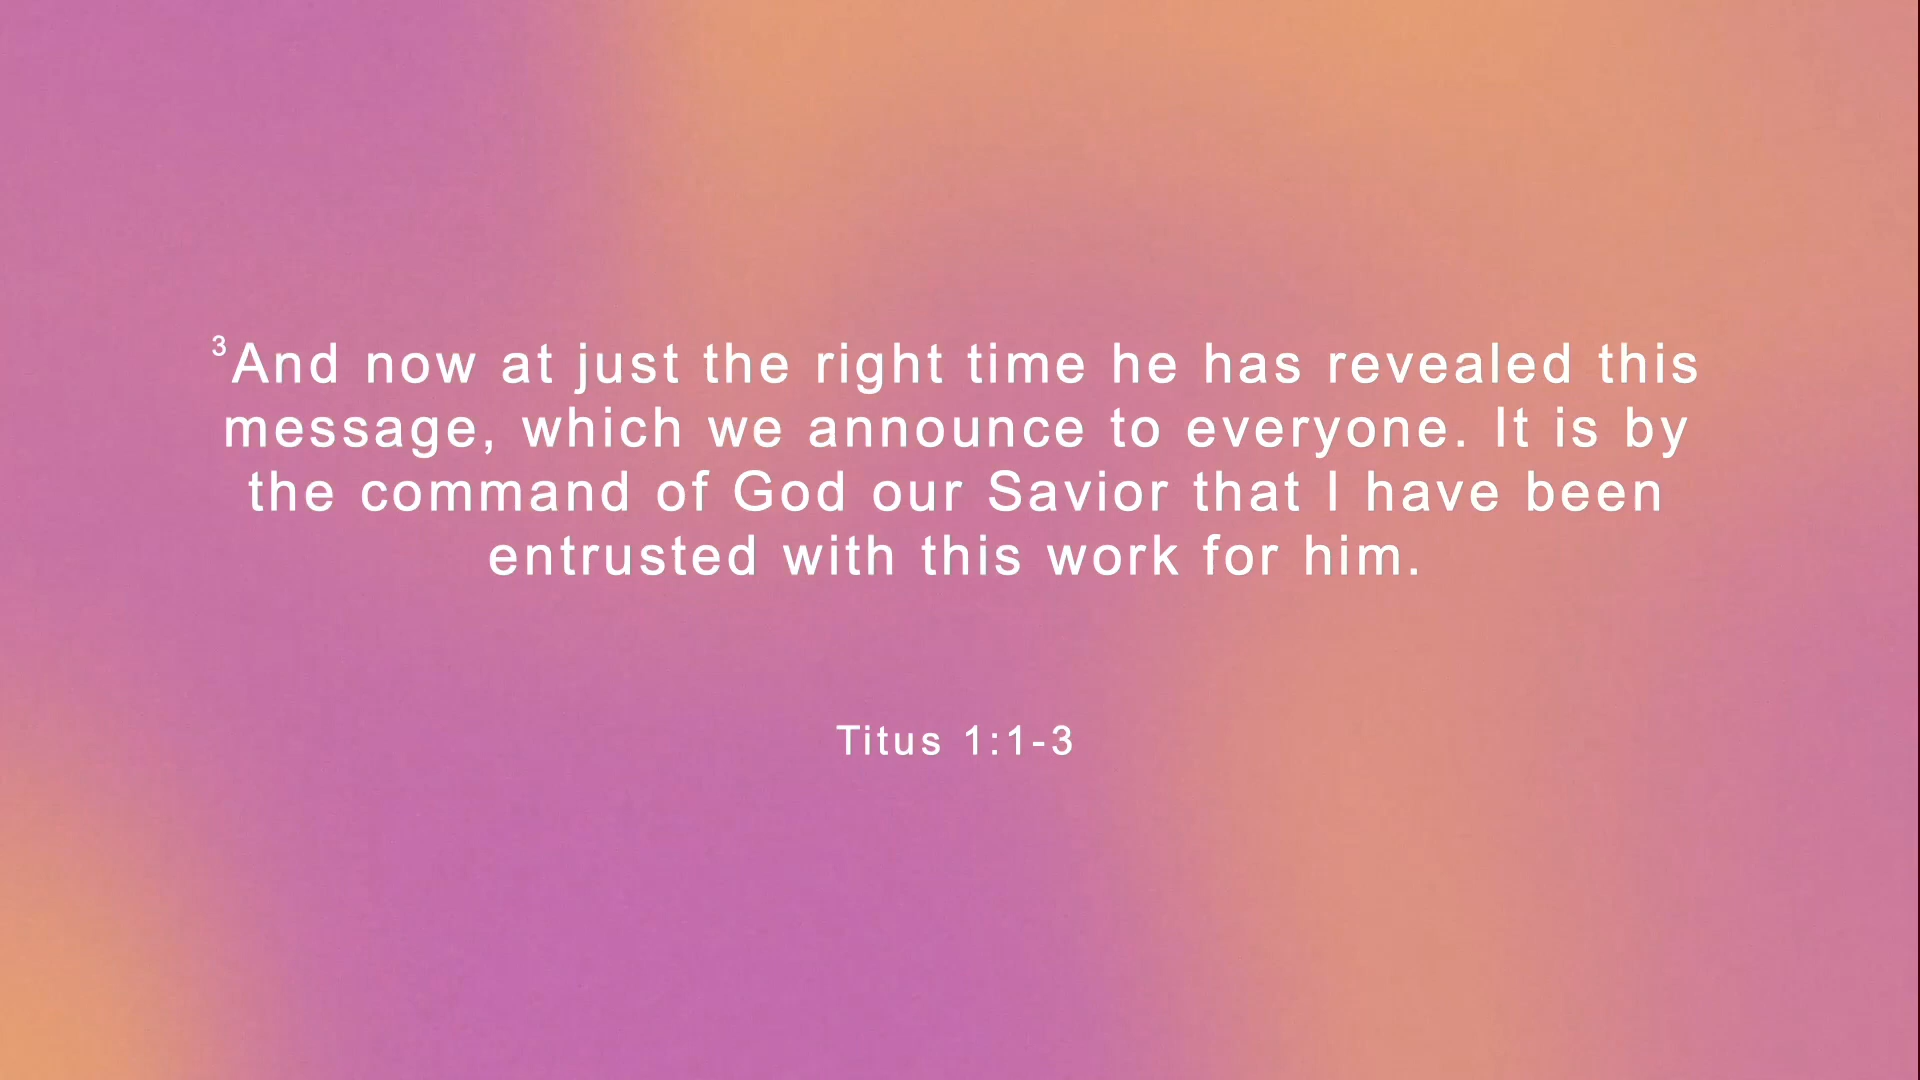 ³And now at just the right time he has revealed this
message, which we announce to everyone. It is by
the command of God our Savior that I have been
entrusted with this work for him.
Titus 1:1-3